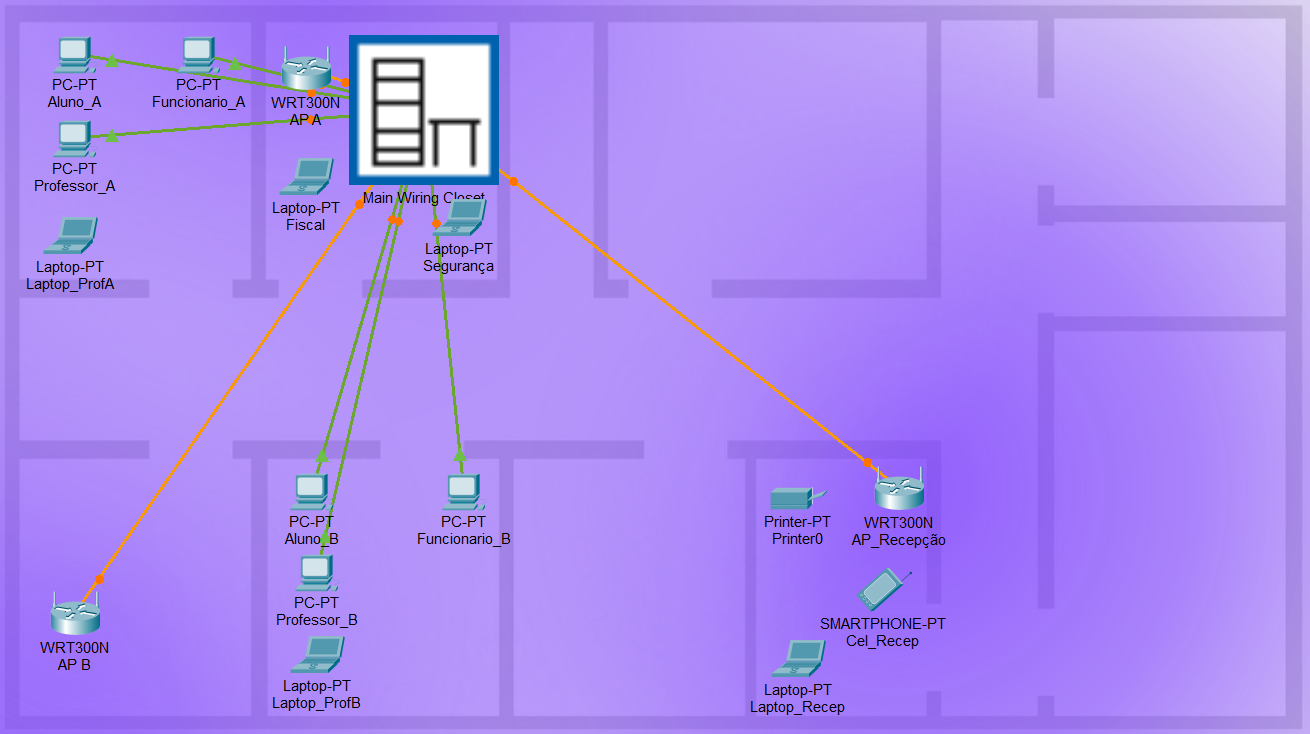 PC-PT
Aluno_A
PC-PT
Funcionario_A
WRT300N
AP A
PC-PT
Professor_A
Laptop-PT
Fiscal
Main Wiring Closet
Laptop-PT
Segurança
Laptop-PT
Laptop_ProfA
PC-PT
Aluno_B
PC-PT
Funcionario_B
Printer-PT
Printer0
WRT300N
AP_Recepção
PC-PT
Professor_B
SMARTPHONE-PT
Cel_Recep
WRT300N
AP B
Laptop-PT
Laptop_ProfB
Laptop-PT
Laptop_Recep